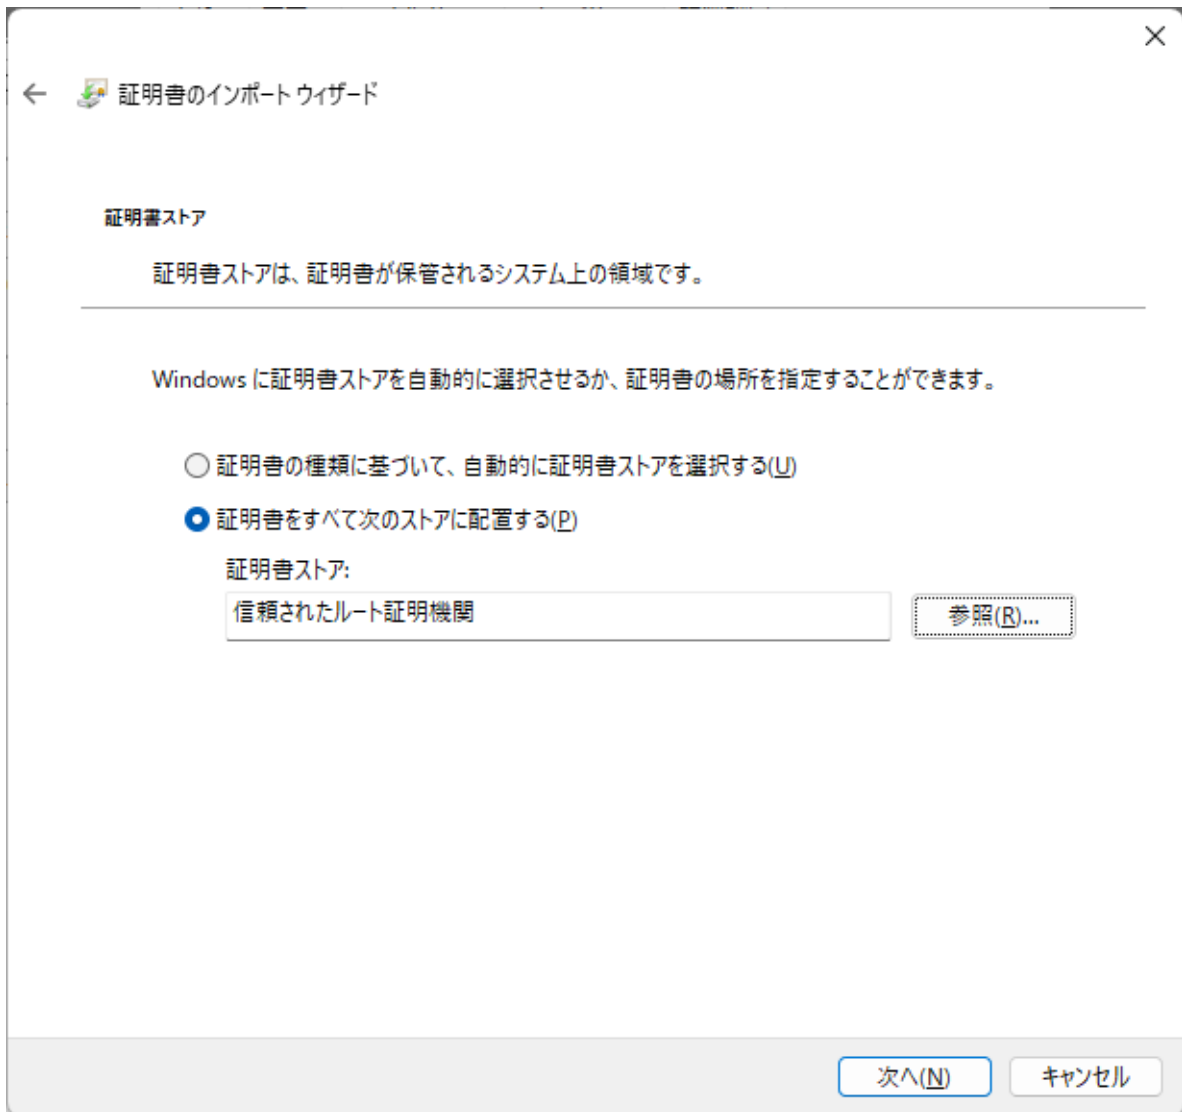 証明書のインポート ウィザード
証明書ストア
証明書ストアは、証明書が保管されるシステム上の領域です。
Windows に証明書ストアを自動的に選択させるか、証明書の場所を指定することができます。
証明書の種類に基づいて、自動的に証明書ストアを選択する(U)
証明書をすべて次のストアに配置する(P)
証明書ストア:
信頼されたルート証明機関
参照(R)...
次へ(N)
キャンセル